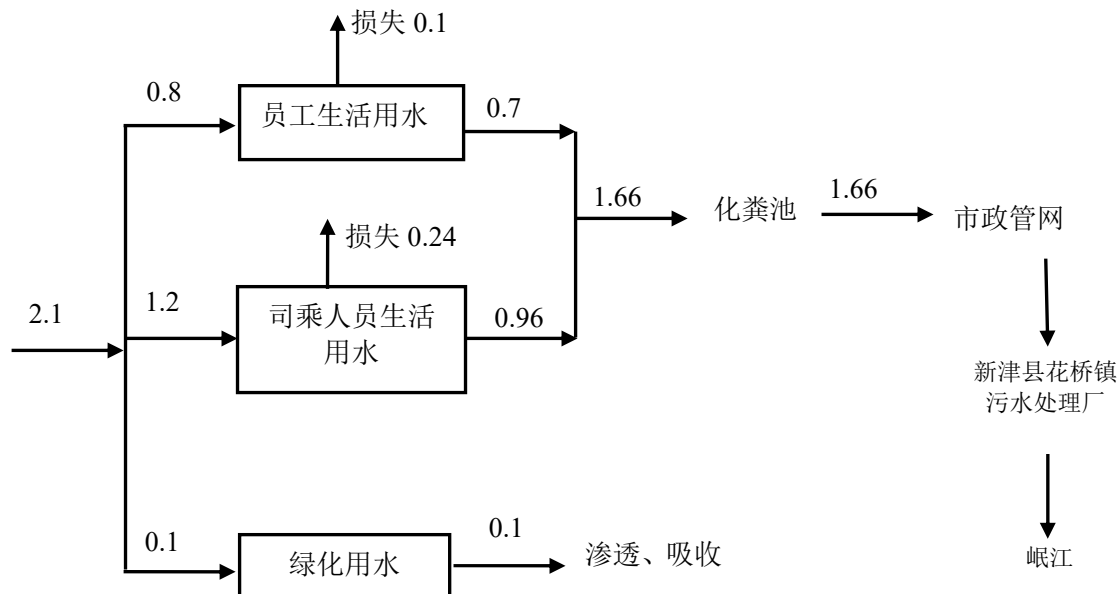 损失 0.1
0.8
员工生活用水
0.7
1.66
化粪池
1.66
市政管网
损失 0.24
2.1
1.2
司乘人员生活
用水
0.96
新津县花桥镇
污水处理厂
0.1
绿化用水
0.1
渗透、吸收
岷江